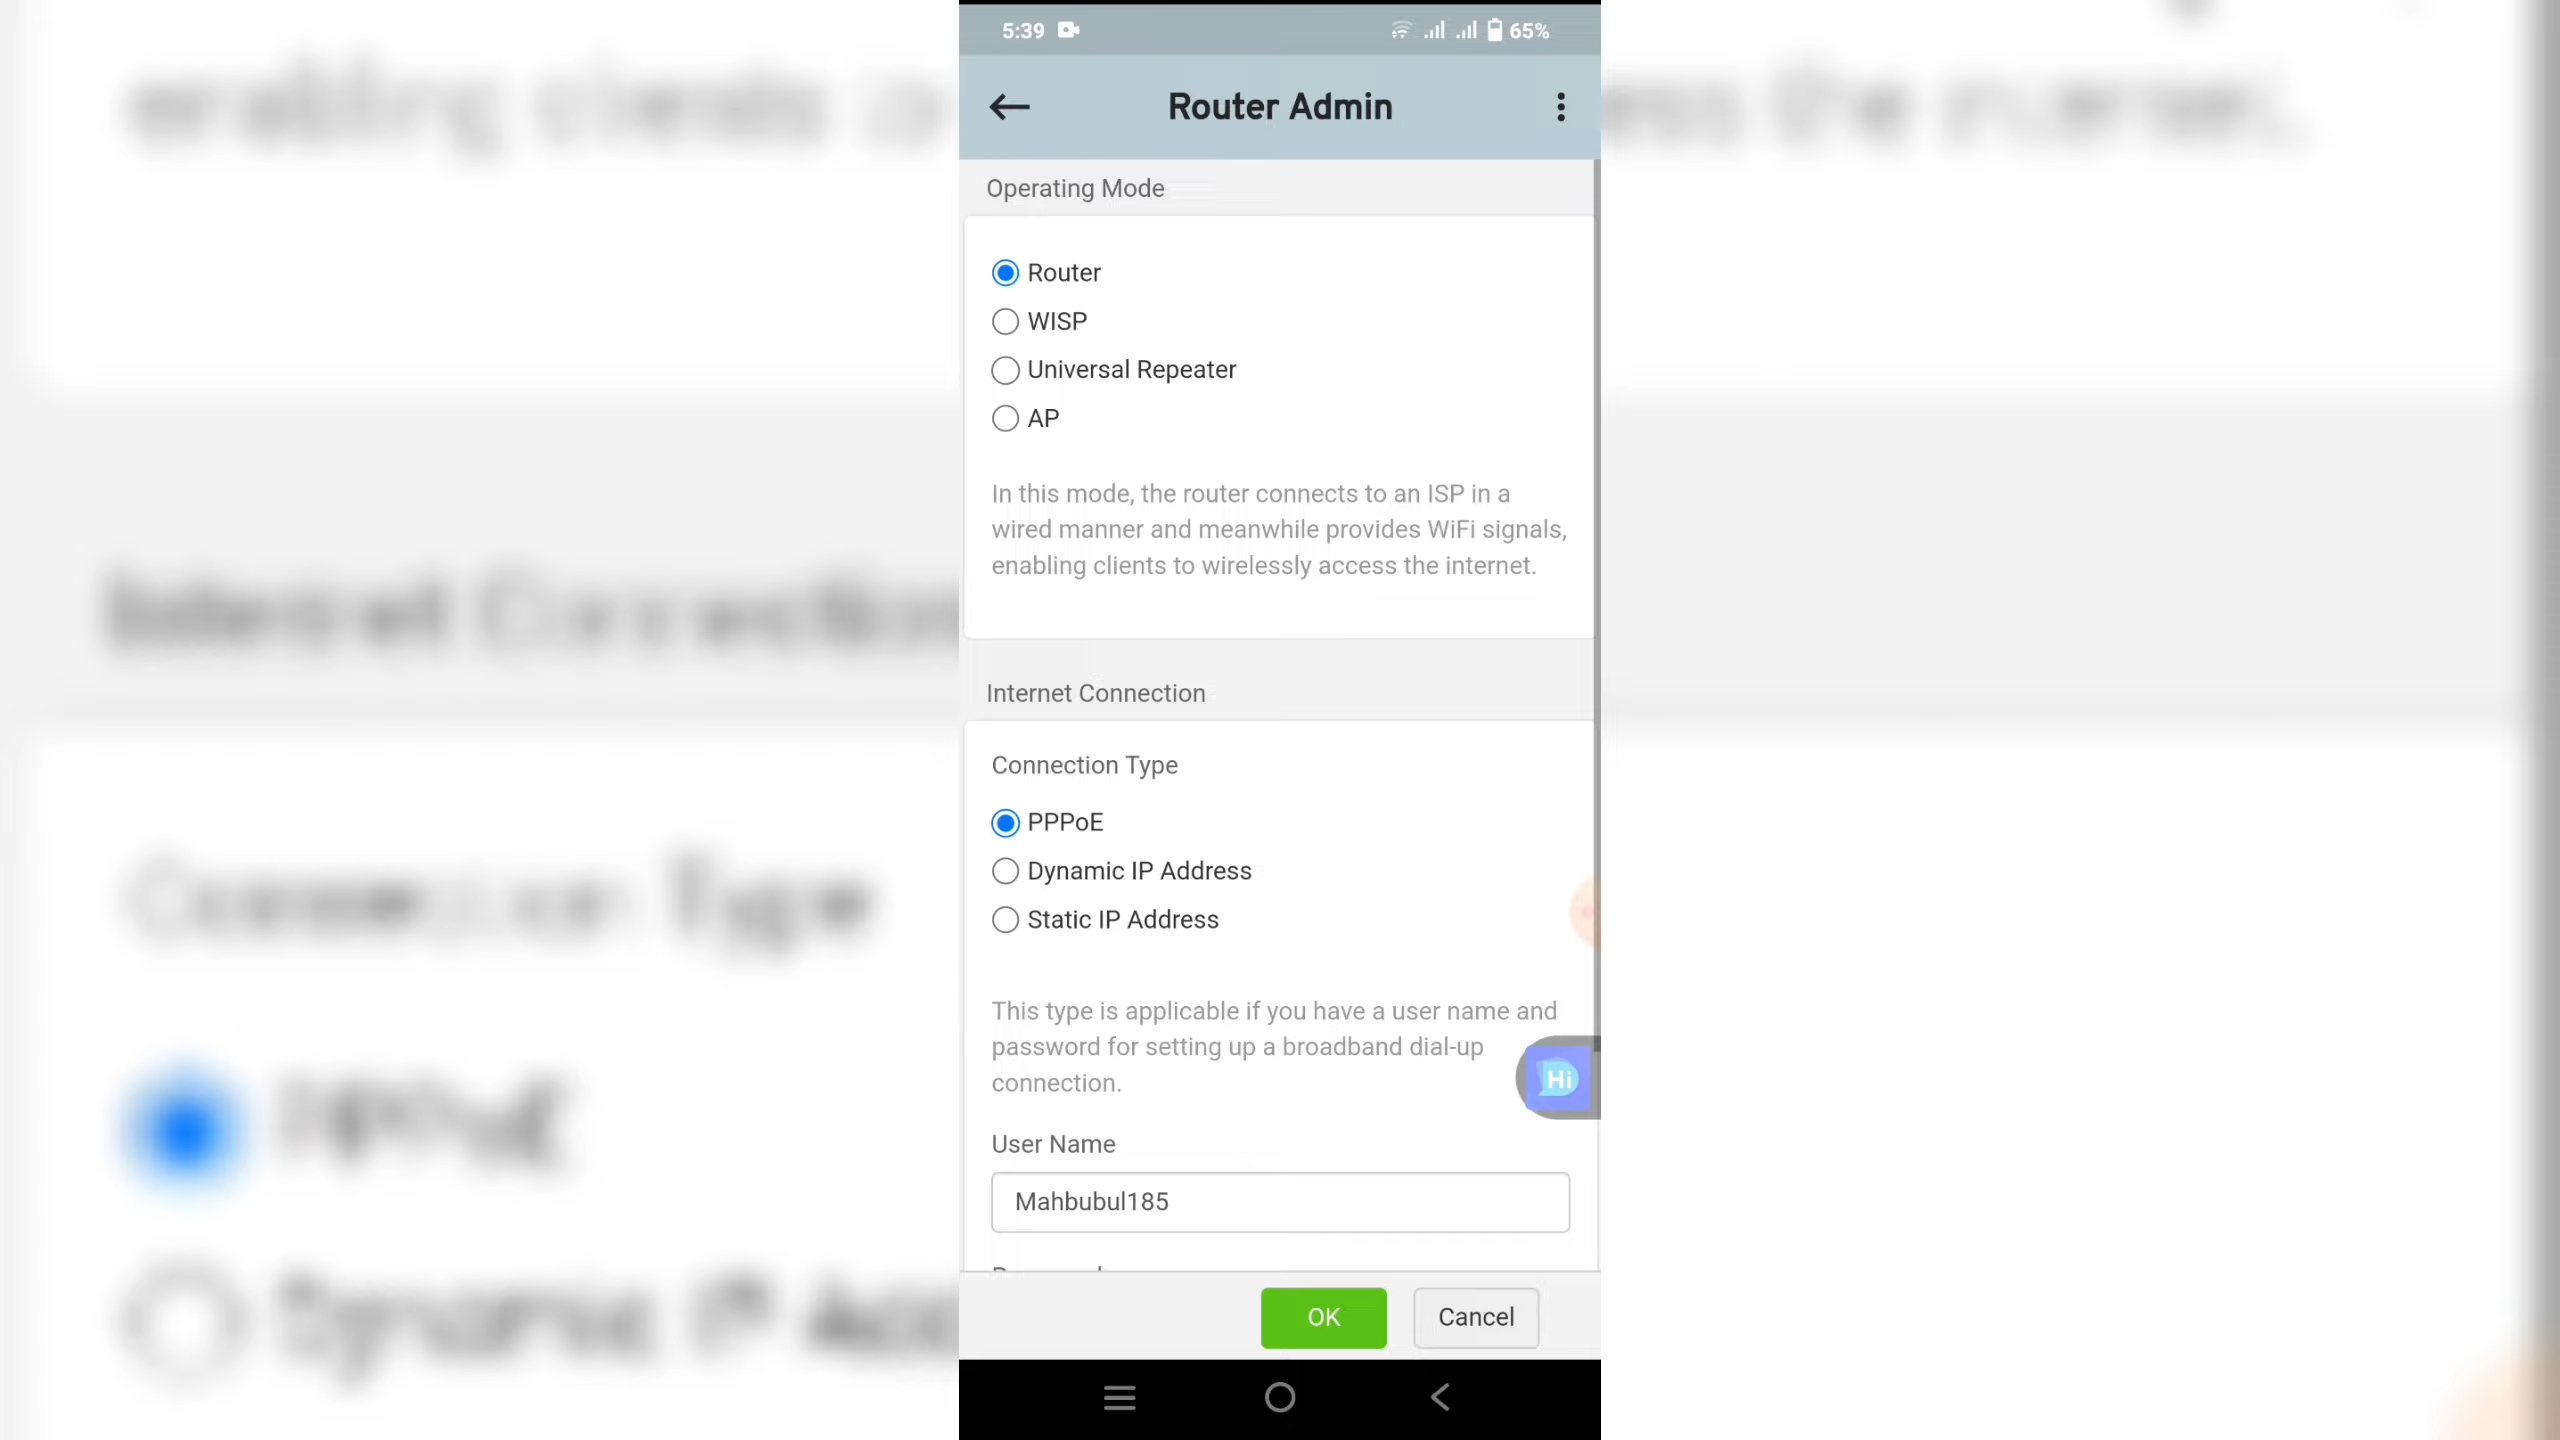 5:39
65%
Router Admin
Operating Mode
Router
WISP
Universal Repeater
AP
In this mode, the router connects to an ISP in a
wired manner and meanwhile provides WiFi signals,
enabling clients to wirelessly access the internet.
Internet Connection
Connection Type
PPPoE
Dynamic IP Address
Static IP Address
This type is applicable if you have a user name and
password for setting up a broadband dial-up
connection.
Hi
User Name
Mahbubul185
OK
Cancel